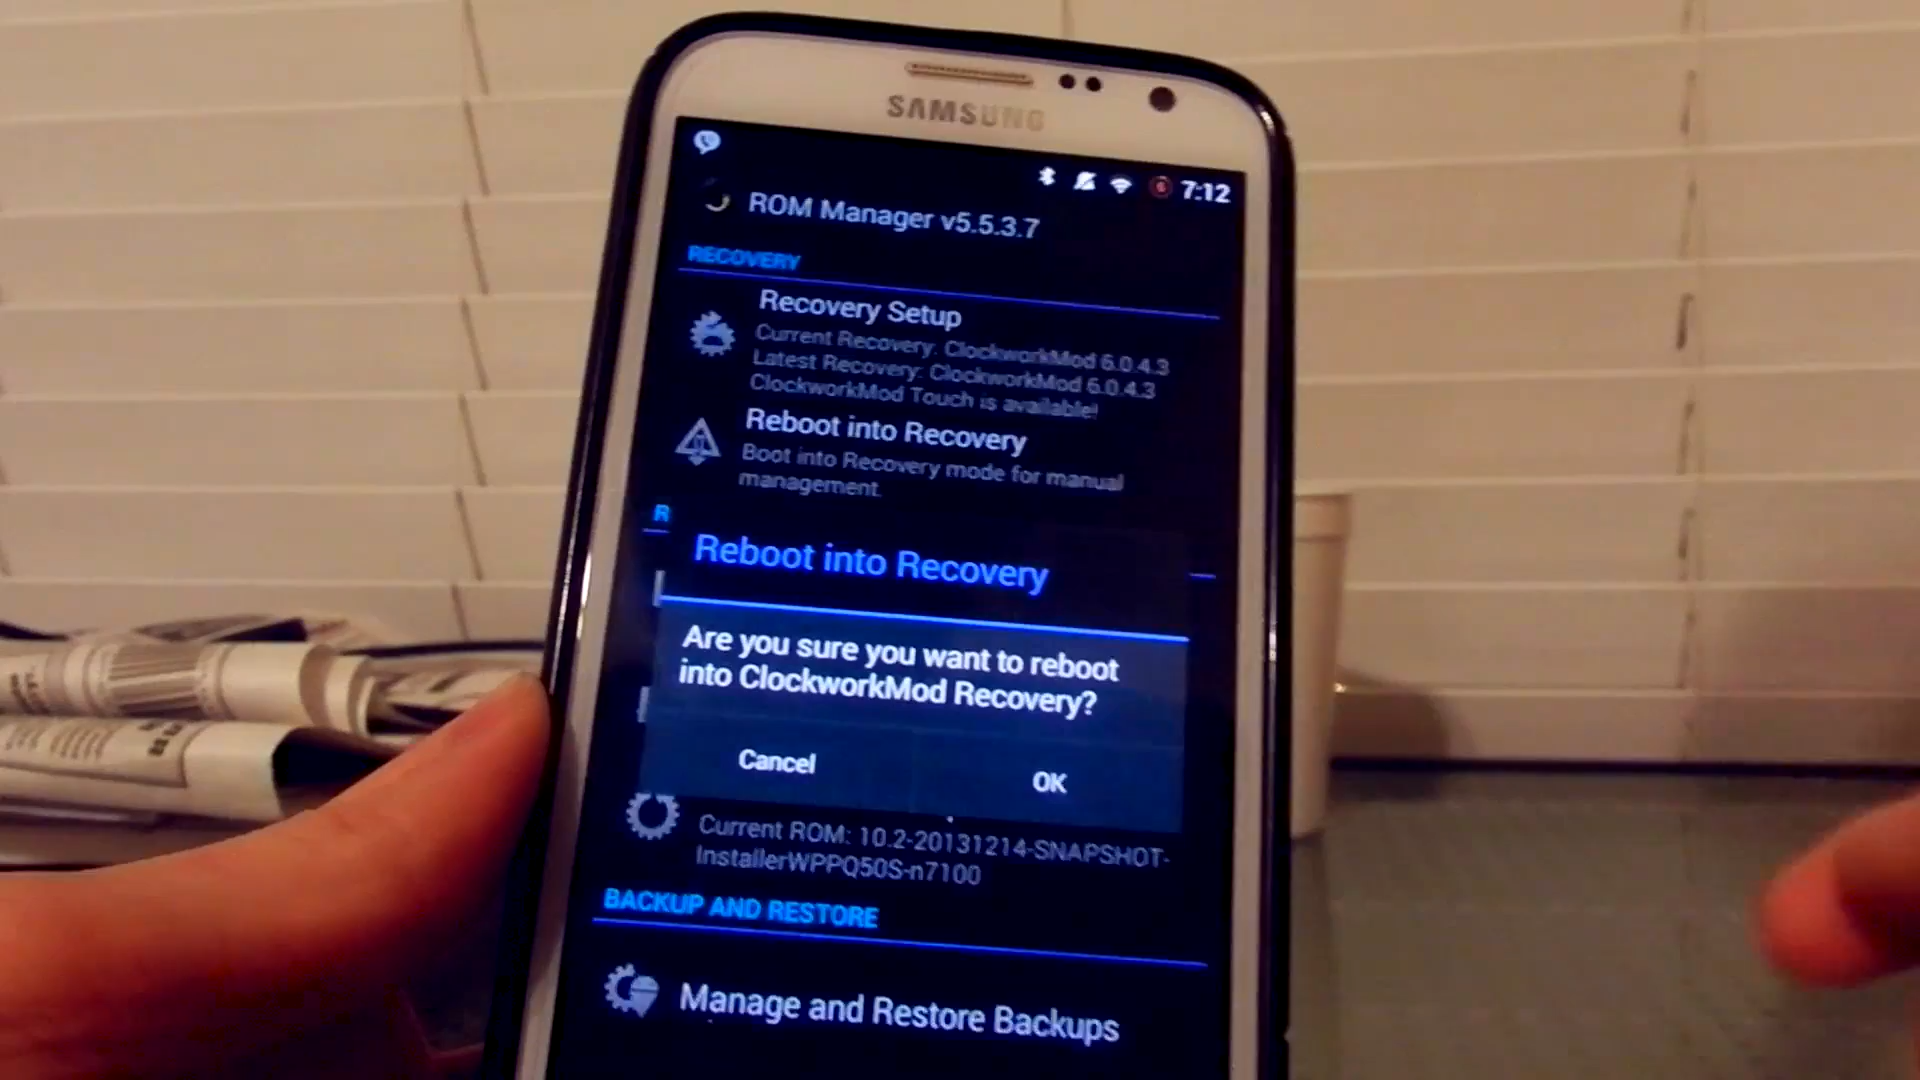 SAMSUNG
7:12
ROM Manager v5.5.3.7
RECOVERY
Recovery Setup
Current Recovery: ClockworkMod 6.0.4.3
Latest Recovery: ClockworkMod 6.0.4.3
ClockworkMod Touch is available!
Reboot into Recovery
Boot into Recovery mode for manual
management.
R
Reboot into Recovery
Are you sure you want to reboot
into ClockworkMod Recovery?
Cancel
OK
Current ROM: 10.2-20131214-SNAPSHOT-
InstallerWPPQ50S-n7100
BACKUP AND RESTORE
Manage and Restore Backups